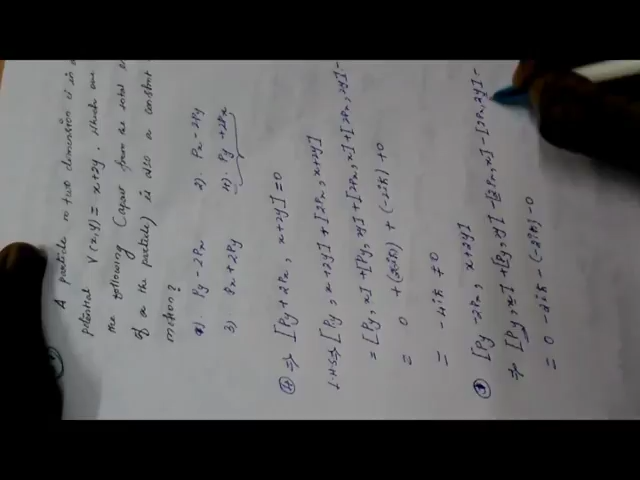 A particle in two dimension is in a
potential V(x,y) = x+2y. Which one
the following (apart from the total
of the particle) is also a constant
motion?
1). Py - 2Px 2). Px - 2Py
3) Px + 2Py 4). Py + 2Px
④ ⇒ [Py + 2Px, x+2y] = 0
L.H.S ⇒ [Py, x+2y] + [2Px, x+2y]
= [Py, x] + [Py, 2y] + [2Px, x] + [2Px, 2y]
= 0 + (-2iħ) + (-2iħ) + 0
= -4iħ ≠ 0
① [Py - 2Px, x+2y]
⇒ [Py, x] + [Py, 2y] - [2Px, x] - [2Px, 2y]
= 0 - 2iħ - (-2iħ) - 0